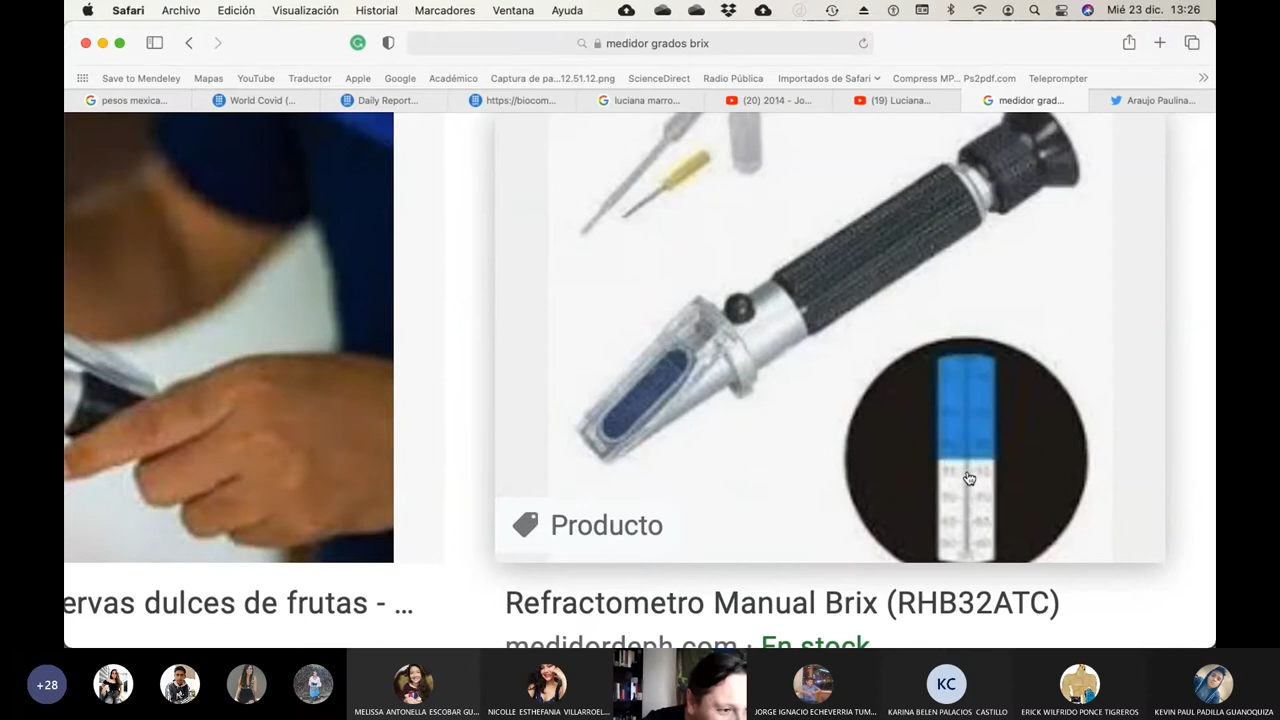 Safari Archivo Edición Visualización Historial Marcadores Ventana Ayuda Mié 23 dic. 13:26
medidor grados brix
Save to Mendeley Mapas YouTube Traductor Apple Google Académico Captura de pa...12.51.12.png ScienceDirect Radio Pública Importados de Safari Compress MP... Ps2pdf.com Teleprompter
pesos mexica... World Covid (... Daily Report... https://biocom... luciana marro... (20) 2014 - Jo... (19) Luciana... medidor grad... Araujo Paulina...
Producto
ervas dulces de frutas - ...
Refractometro Manual Brix (RHB32ATC)
medidordeph.com · En stock
+28
KC
MELISSA ANTONELLA ESCOBAR GU... NICOLLE ESTHEFANIA VILLARROEL... JORGE IGNACIO ECHEVERRIA TUM... KARINA BELEN PALACIOS CASTILLO ERICK WILFRIDO PONCE TIGREROS KEVIN PAUL PADILLA GUANOQUIZA